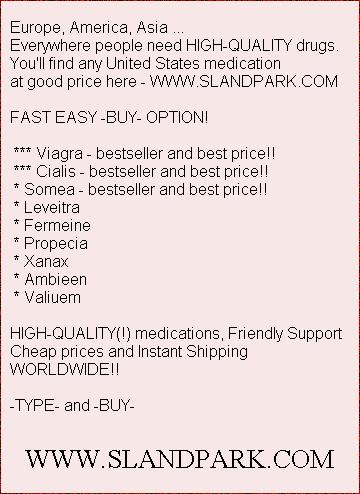 Europe, America, Asia ...
Everywhere people need HIGH-QUALITY drugs.
You'll find any United States medication
at good price here - WWW.SLANDPARK.COM
FAST EASY -BUY- OPTION!
*** Viagra - bestseller and best price!!
*** Cialis - bestseller and best price!!
* Somea - bestseller and best price!!
* Leveitra
* Fermeine
* Propecia
* Xanax
* Ambieen
* Valiuem
HIGH-QUALITY(!) medications, Friendly Support
Cheap prices and Instant Shipping
WORLDWIDE!!
-TYPE- and -BUY-
WWW.SLANDPARK.COM